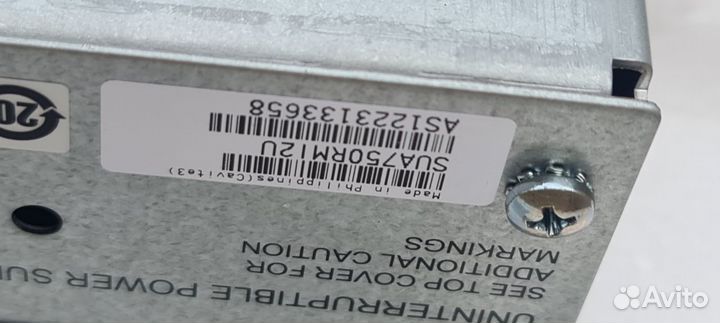 UNINTERRUPTIBLE POWER
SEE TOP COVER FOR
ADDITIONAL CAUTION
MARKINGS
Made in Philippines(Cavite3)
SUA750RMI2U
AS1223133658
20
Avito